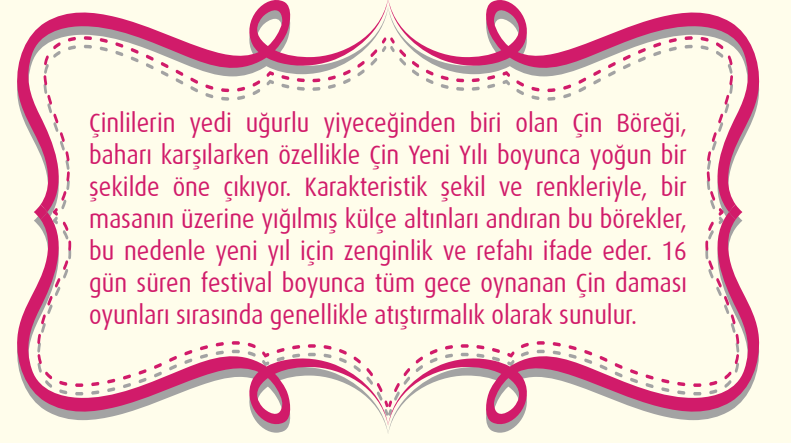 Çinlilerin yedi uğurlu yiyeceğinden biri olan Çin Böreği,
baharı karşılarken özellikle Çin Yeni Yılı boyunca yoğun bir
şekilde öne çıkıyor. Karakteristik şekil ve renkleriyle, bir
masanın üzerine yığılmış külçe altınları andıran bu börekler,
bu nedenle yeni yıl için zenginlik ve refahı ifade eder. 16
gün süren festival boyunca tüm gece oynanan Çin daması
oyunları sırasında genellikle atıştırmalık olarak sunulur.